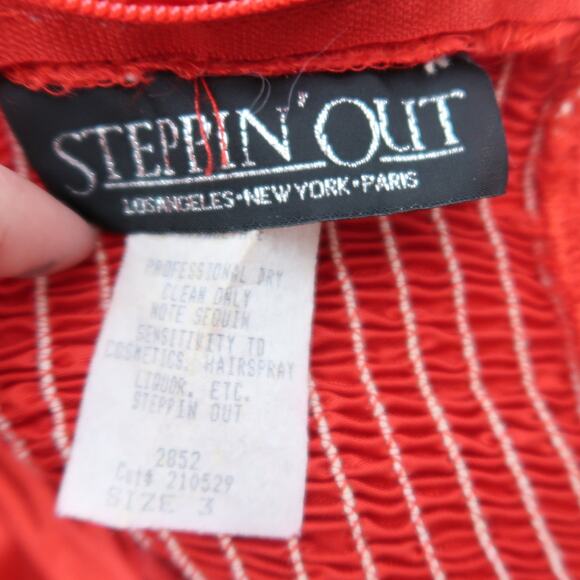 STEPPIN' OUT
LOS ANGELES • NEW YORK • PARIS
PROFESSIONAL DRY
CLEAN ONLY
NOTE SEQUIN
SENSITIVITY TO
COSMETICS, HAIRSPRAY
LIQUOR, ETC.
STEPPIN OUT
2852
Cut# 210529
SIZE 3